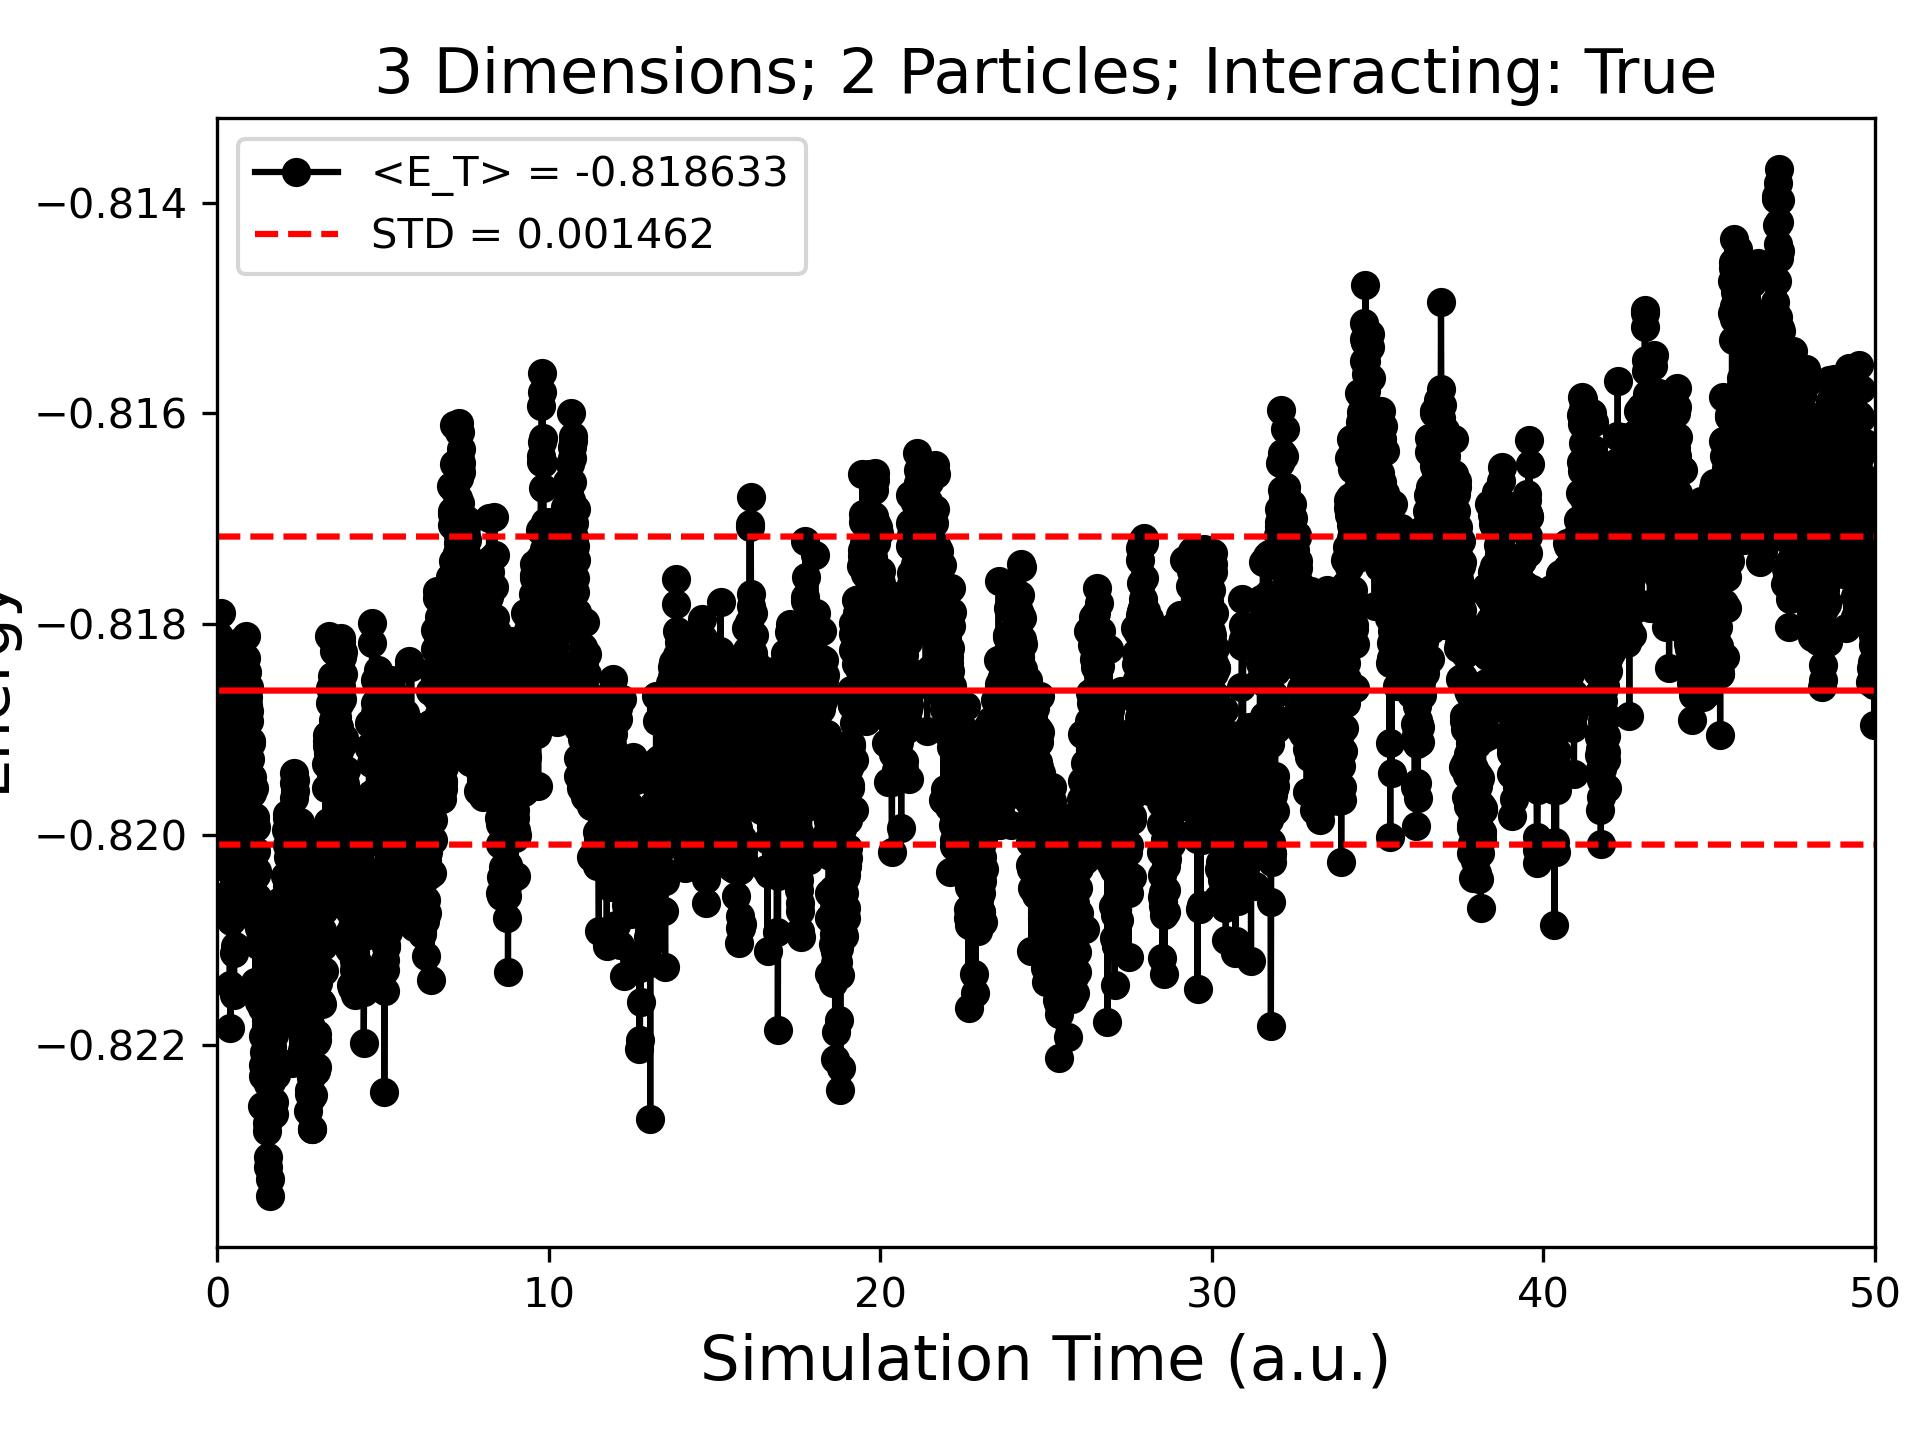 3 Dimensions; 2 Particles; Interacting: True
<E_T> = -0.818633
STD = 0.001462
−0.814
−0.816
−0.818
−0.820
−0.822
Energy
0 10 20 30 40 50
Simulation Time (a.u.)